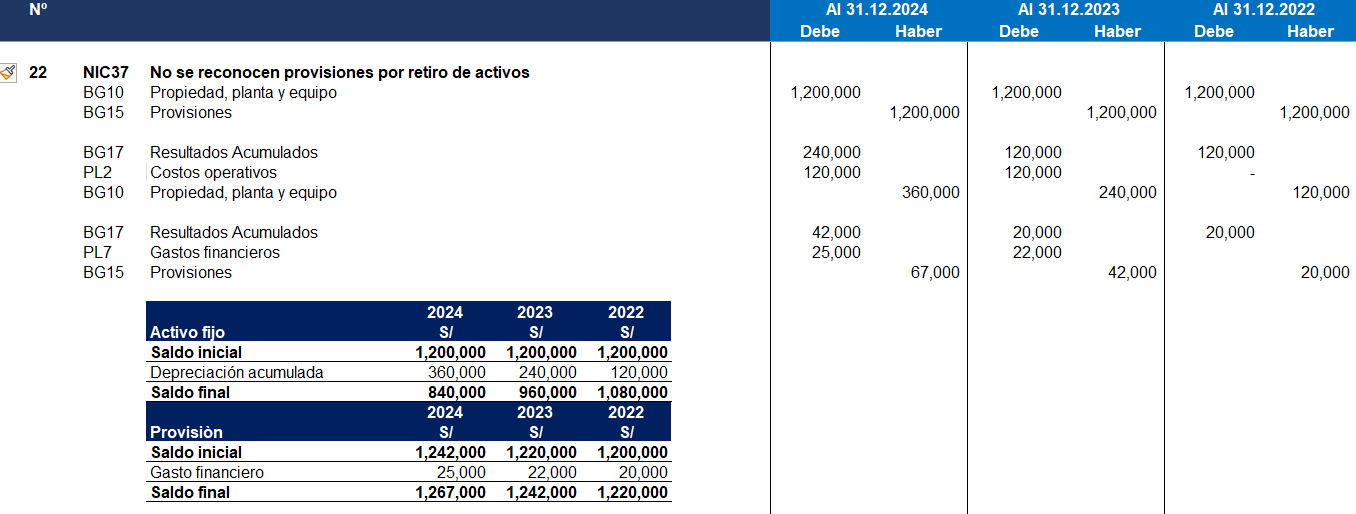 Nº Al 31.12.2024 Al 31.12.2023 Al 31.12.2022
Debe Haber Debe Haber Debe Haber
22 NIC37 No se reconocen provisiones por retiro de activos
BG10 Propiedad, planta y equipo 1,200,000 1,200,000 1,200,000
BG15 Provisiones 1,200,000 1,200,000 1,200,000
BG17 Resultados Acumulados 240,000 120,000 120,000
PL2 Costos operativos 120,000 120,000 -
BG10 Propiedad, planta y equipo 360,000 240,000 120,000
BG17 Resultados Acumulados 42,000 20,000 20,000
PL7 Gastos financieros 25,000 22,000
BG15 Provisiones 67,000 42,000 20,000
2024 2023 2022
Activo fijo S/ S/ S/
Saldo inicial 1,200,000 1,200,000 1,200,000
Depreciación acumulada 360,000 240,000 120,000
Saldo final 840,000 960,000 1,080,000
2024 2023 2022
Provisiòn S/ S/ S/
Saldo inicial 1,242,000 1,220,000 1,200,000
Gasto financiero 25,000 22,000 20,000
Saldo final 1,267,000 1,242,000 1,220,000